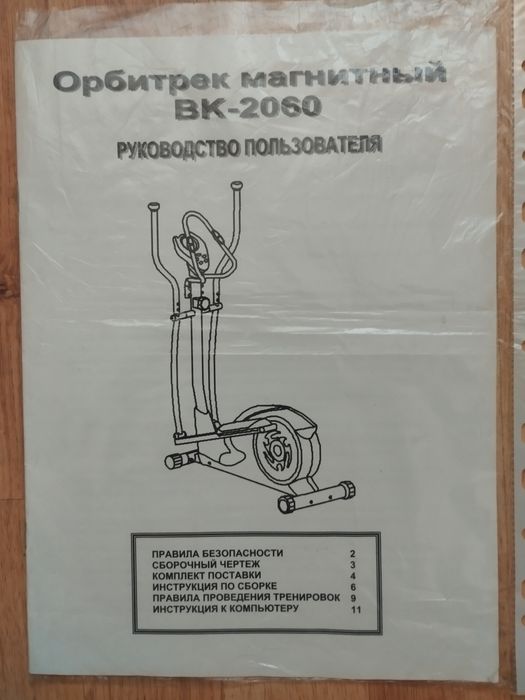 Орбитрек магнитный
ВК-2060
РУКОВОДСТВО ПОЛЬЗОВАТЕЛЯ
ПРАВИЛА БЕЗОПАСНОСТИ 2
СБОРОЧНЫЙ ЧЕРТЕЖ 3
КОМПЛЕКТ ПОСТАВКИ 4
ИНСТРУКЦИЯ ПО СБОРКЕ 6
ПРАВИЛА ПРОВЕДЕНИЯ ТРЕНИРОВОК 9
ИНСТРУКЦИЯ К КОМПЬЮТЕРУ 11